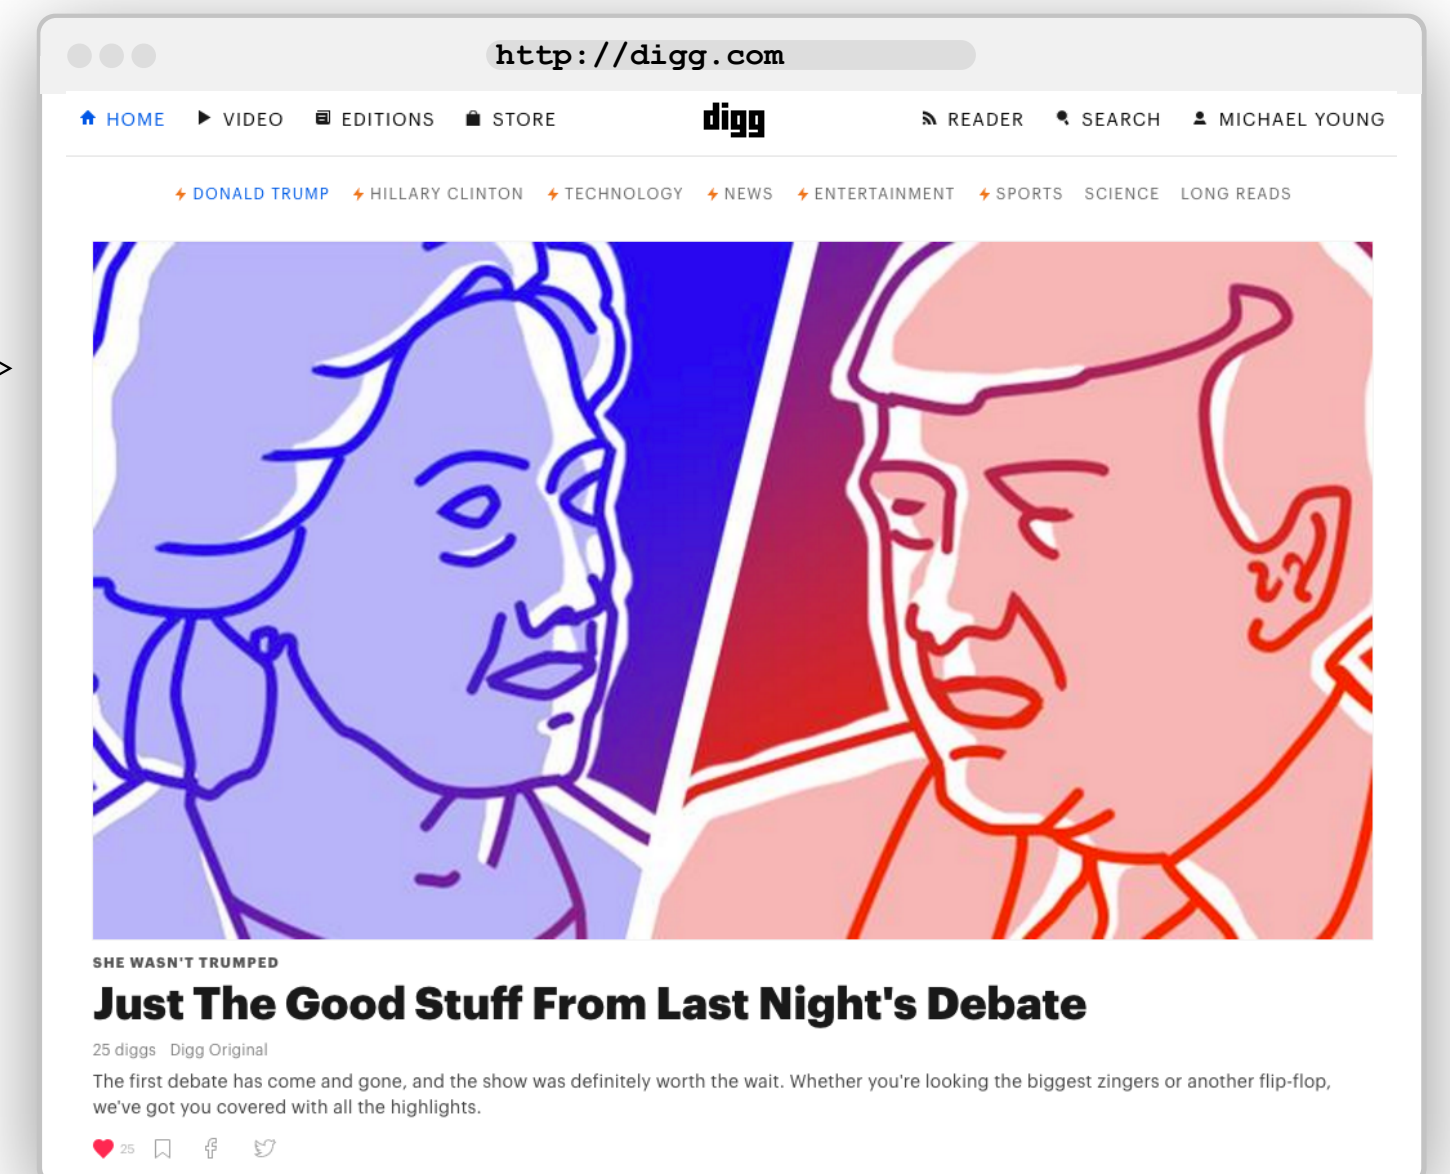 http://digg.com
HOME VIDEO EDITIONS STORE digg READER SEARCH MICHAEL YOUNG
DONALD TRUMP HILLARY CLINTON TECHNOLOGY NEWS ENTERTAINMENT SPORTS SCIENCE LONG READS
SHE WASN'T TRUMPED
Just The Good Stuff From Last Night's Debate
25 diggs Digg Original
The first debate has come and gone, and the show was definitely worth the wait. Whether you're looking the biggest zingers or another flip-flop,
we've got you covered with all the highlights.
25